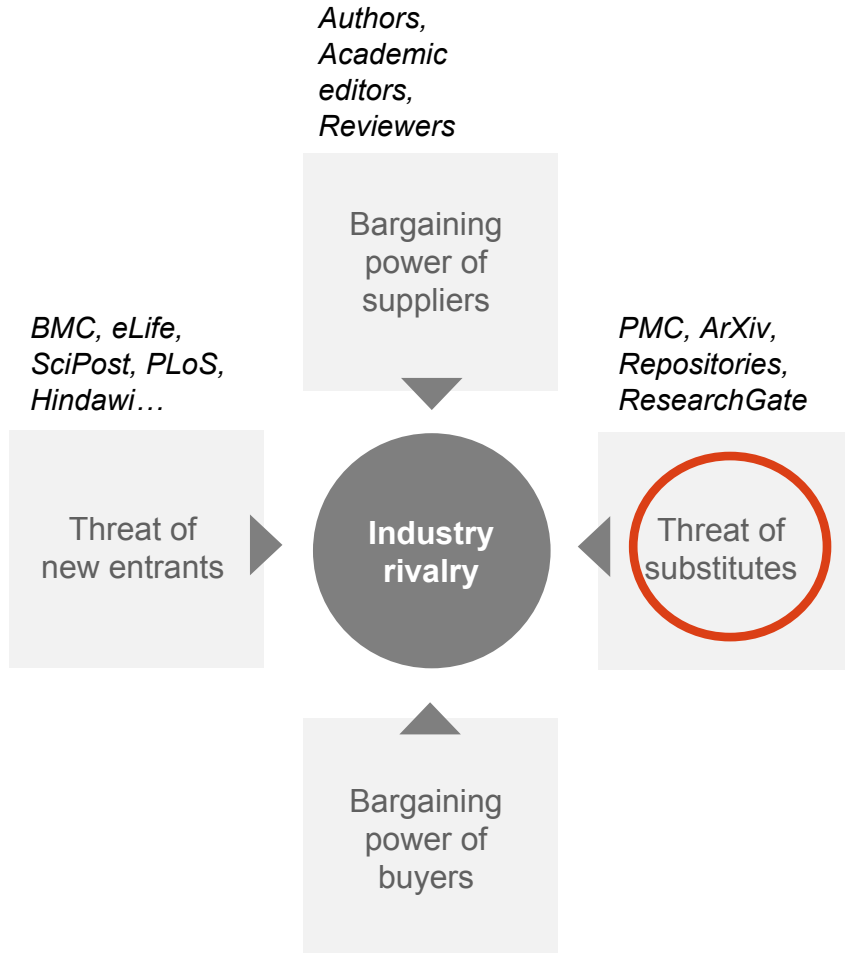 Authors,
Academic
editors,
Reviewers
Bargaining
power of
suppliers
BMC, eLife,
SciPost, PLoS,
Hindawi…
PMC, ArXiv,
Repositories,
ResearchGate
Threat of
new entrants
Industry
rivalry
Threat of
substitutes
Bargaining
power of
buyers